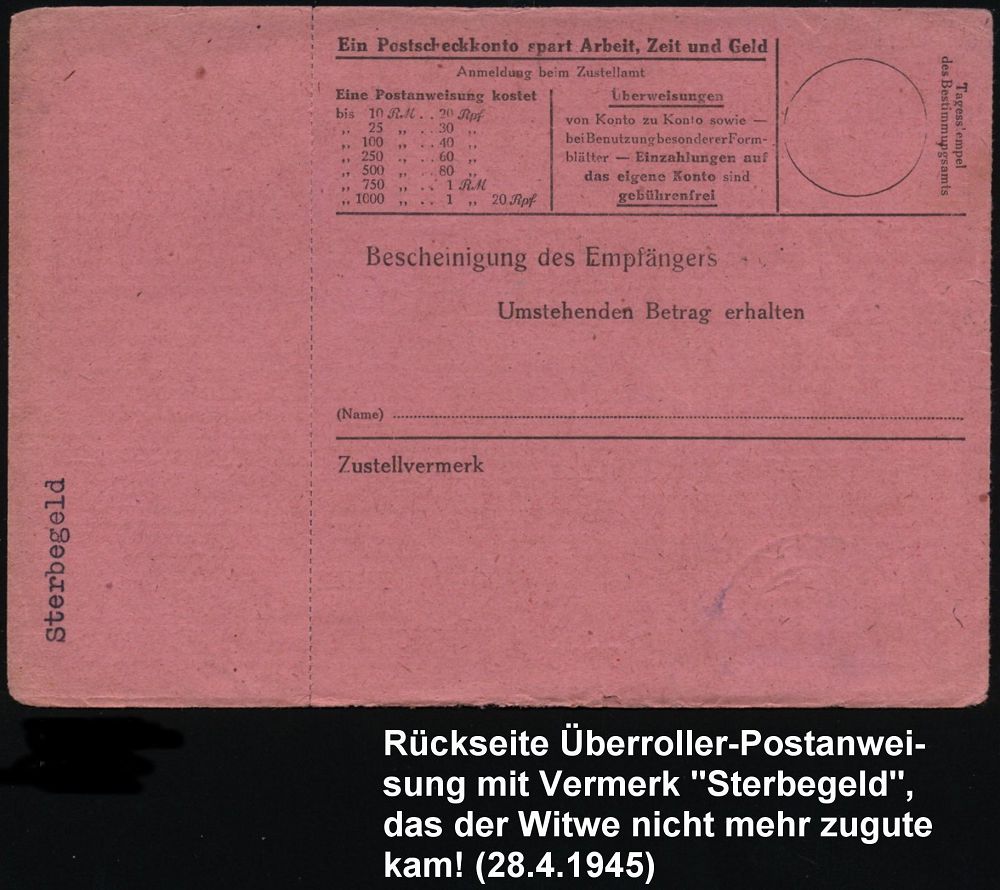 Ein Postscheckkonto spart Arbeit, Zeit und Geld
Anmeldung beim Zustellamt
Eine Postanweisung kostet
bis 10 RM . . 20 Rpf
„ 25 „ . . 30 „
„ 100 „ . . 40 „
„ 250 „ . . 60 „
„ 500 „ . . 80 „
„ 750 „ . . 1 RM
„ 1000 „ . . 1 „ 20 Rpf
Überweisungen
von Konto zu Konto sowie —
bei Benutzung besonderer Form-
blätter — Einzahlungen auf
das eigene Konto sind
gebührenfrei
Tagesstempel
des Bestimmungsamts
Bescheinigung des Empfängers
Umstehenden Betrag erhalten
(Name)
Zustellvermerk
Sterbegeld
Rückseite Überroller-Postanwei-
sung mit Vermerk "Sterbegeld",
das der Witwe nicht mehr zugute
kam! (28.4.1945)